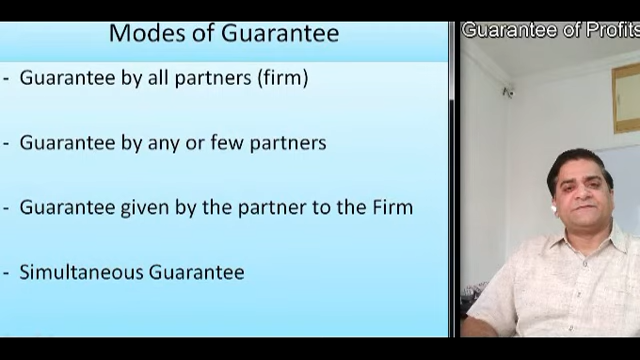 Modes of Guarantee
Guarantee of Profits
- Guarantee by all partners (firm)
- Guarantee by any or few partners
- Guarantee given by the partner to the Firm
- Simultaneous Guarantee